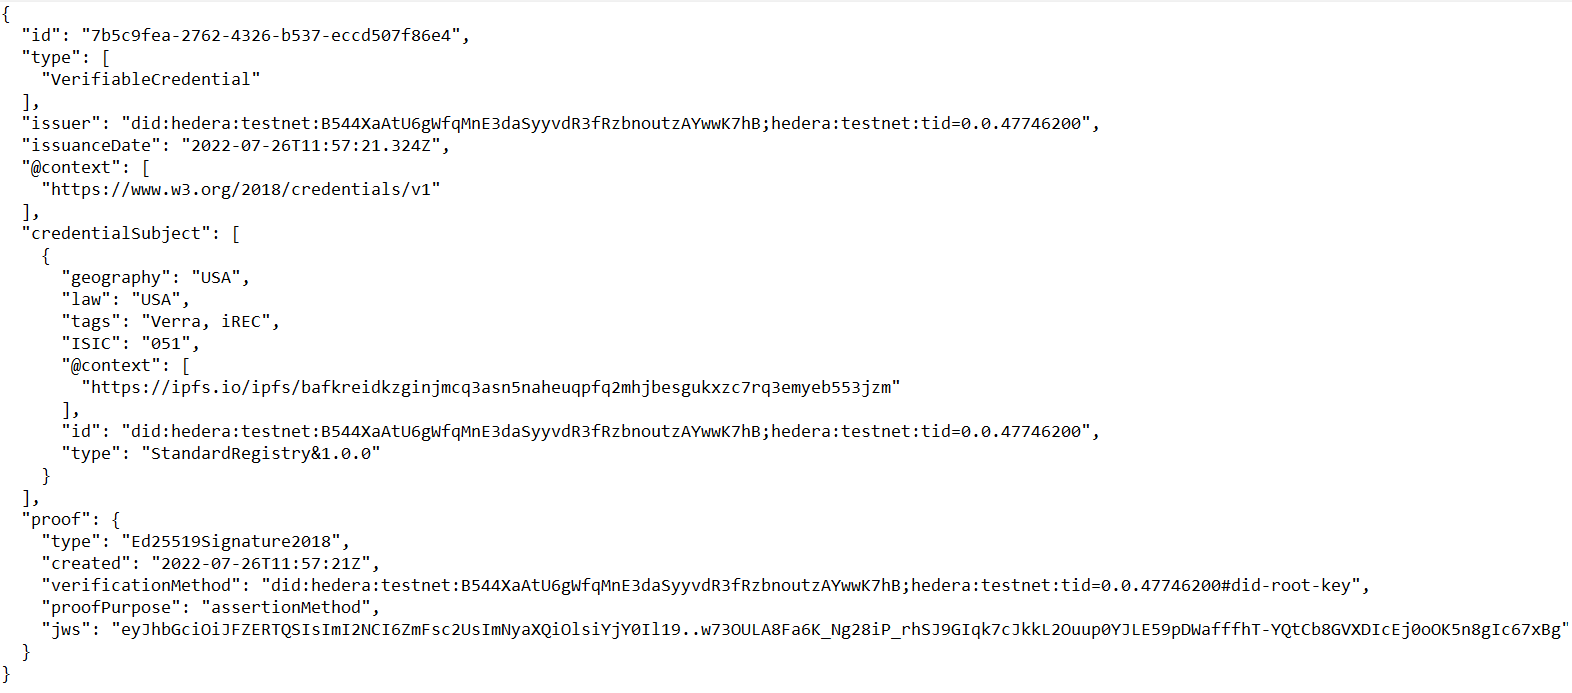 {
  "id": "7b5c9fea-2762-4326-b537-eccd507f86e4",
  "type": [
    "VerifiableCredential"
  ],
  "issuer": "did:hedera:testnet:B544XaAtU6gWfqMnE3daSyyvdR3fRzbnoutzAYwwK7hB;hedera:testnet:tid=0.0.47746200",
  "issuanceDate": "2022-07-26T11:57:21.324Z",
  "@context": [
    "https://www.w3.org/2018/credentials/v1"
  ],
  "credentialSubject": [
    {
      "geography": "USA",
      "law": "USA",
      "tags": "Verra, iREC",
      "ISIC": "051",
      "@context": [
        "https://ipfs.io/ipfs/bafkreidkzginjmcq3asn5naheuqpfq2mhjbesgukxzc7rq3emyeb553jzm"
      ],
      "id": "did:hedera:testnet:B544XaAtU6gWfqMnE3daSyyvdR3fRzbnoutzAYwwK7hB;hedera:testnet:tid=0.0.47746200",
      "type": "StandardRegistry&1.0.0"
    }
  ],
  "proof": {
    "type": "Ed25519Signature2018",
    "created": "2022-07-26T11:57:21Z",
    "verificationMethod": "did:hedera:testnet:B544XaAtU6gWfqMnE3daSyyvdR3fRzbnoutzAYwwK7hB;hedera:testnet:tid=0.0.47746200#did-root-key",
    "proofPurpose": "assertionMethod",
    "jws": "eyJhbGciOiJFZERTQSIsImI2NCI6ZmFsc2UsImNyaXQiOlsiYjY0Il19..w73OULA8Fa6K_Ng28iP_rhSJ9GIqk7cJkkL2Ouup0YJLE59pDWafffhT-YQtCb8GVXDIcEj0oOK5n8gIc67xBg"
  }
}